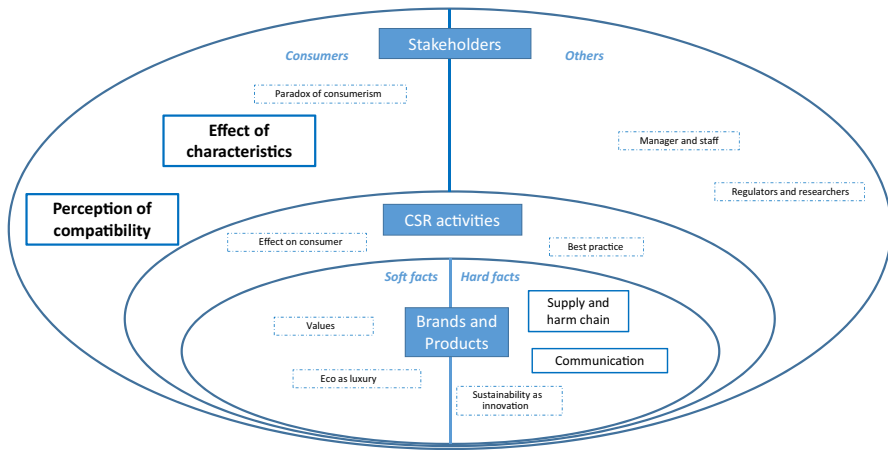 Stakeholders
Consumers
Others
Paradox of consumerism
Effect of
characteristics
Manager and staff
Regulators and researchers
Perception of
compatibility
CSR activities
Effect on consumer
Best practice
Soft facts
Hard facts
Supply and
harm chain
Values
Brands and
Products
Communication
Eco as luxury
Sustainability as
innovation